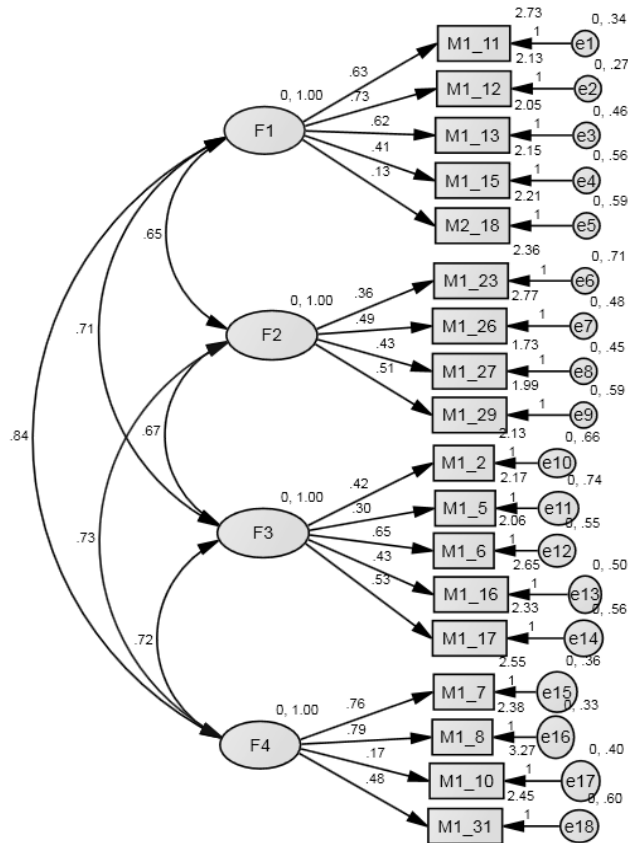 2.73
0, .34
M1_11
1
e1
.63
2.13
0, .27
M1_12
1
e2
.73
2.05
0, .46
0, 1.00
F1
M1_13
1
e3
.62
2.15
0, .56
M1_15
1
e4
.41
2.21
0, .59
M2_18
1
e5
.13
.65
2.36
0, .71
M1_23
1
e6
.36
2.77
0, .48
0, 1.00
F2
M1_26
1
e7
.49
1.73
0, .45
.71
M1_27
1
e8
.43
1.99
0, .59
M1_29
1
e9
.51
.84
.67
2.13
0, .66
M1_2
1
e10
.42
2.17
0, .74
0, 1.00
M1_5
1
e11
.30
2.06
0, .55
.73
F3
M1_6
1
e12
.65
2.65
0, .50
M1_16
1
e13
.43
2.33
0, .56
M1_17
1
e14
.53
.72
2.55
0, .36
M1_7
1
e15
.76
2.38
0, .33
0, 1.00
F4
M1_8
1
e16
.79
3.27
0, .40
M1_10
1
e17
.17
2.45
0, .60
M1_31
1
e18
.48